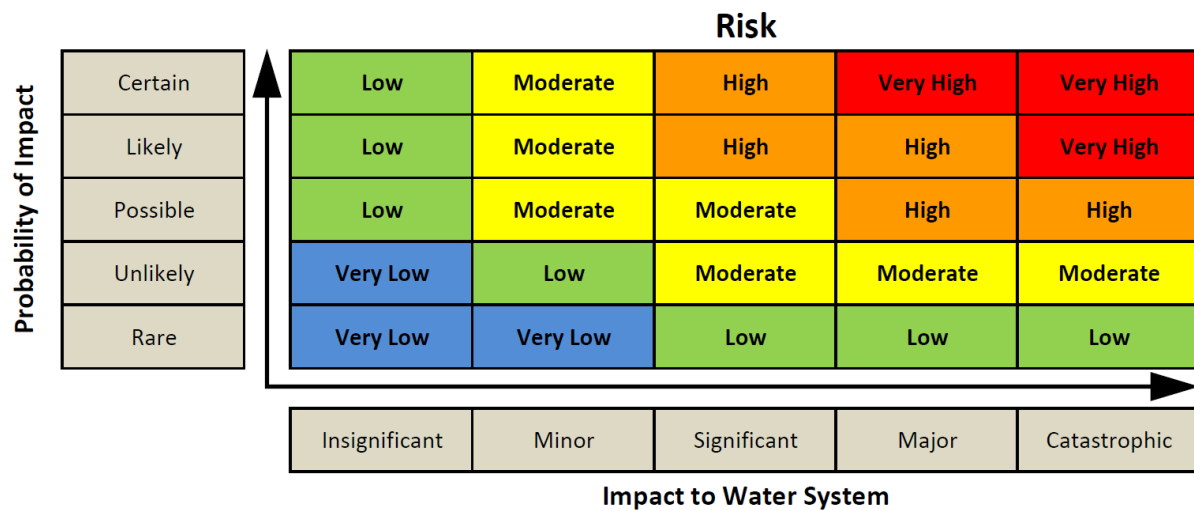 Risk
Probability of Impact
Certain Low Moderate High Very High Very High
Likely Low Moderate High High Very High
Possible Low Moderate Moderate High High
Unlikely Very Low Low Moderate Moderate Moderate
Rare Very Low Very Low Low Low Low
Insignificant Minor Significant Major Catastrophic
Impact to Water System